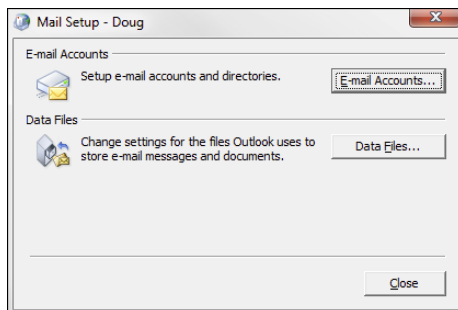 Mail Setup - Doug
E-mail Accounts
Setup e-mail accounts and directories.
E-mail Accounts...
Data Files
Change settings for the files Outlook uses to
store e-mail messages and documents.
Data Files...
Close